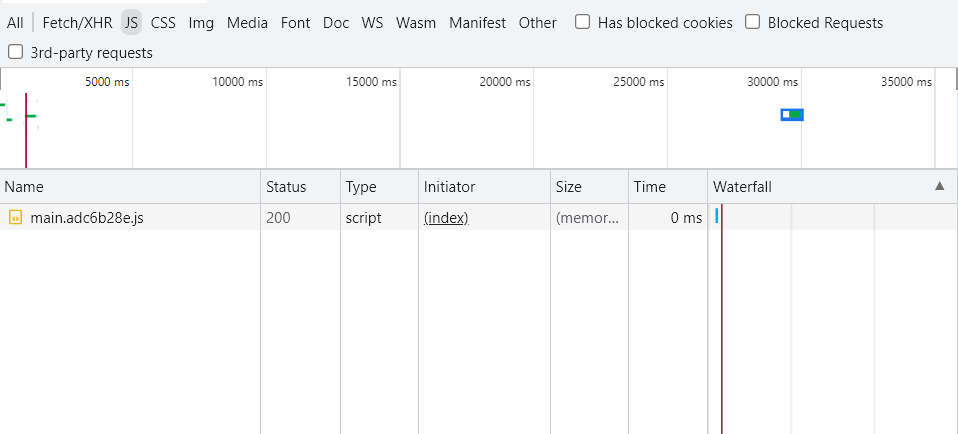 All Fetch/XHR JS CSS Img Media Font Doc WS Wasm Manifest Other Has blocked cookies Blocked Requests
3rd-party requests
5000 ms 10000 ms 15000 ms 20000 ms 25000 ms 30000 ms 35000 ms
Name Status Type Initiator Size Time Waterfall
main.adc6b28e.js 200 script (index) (memor... 0 ms